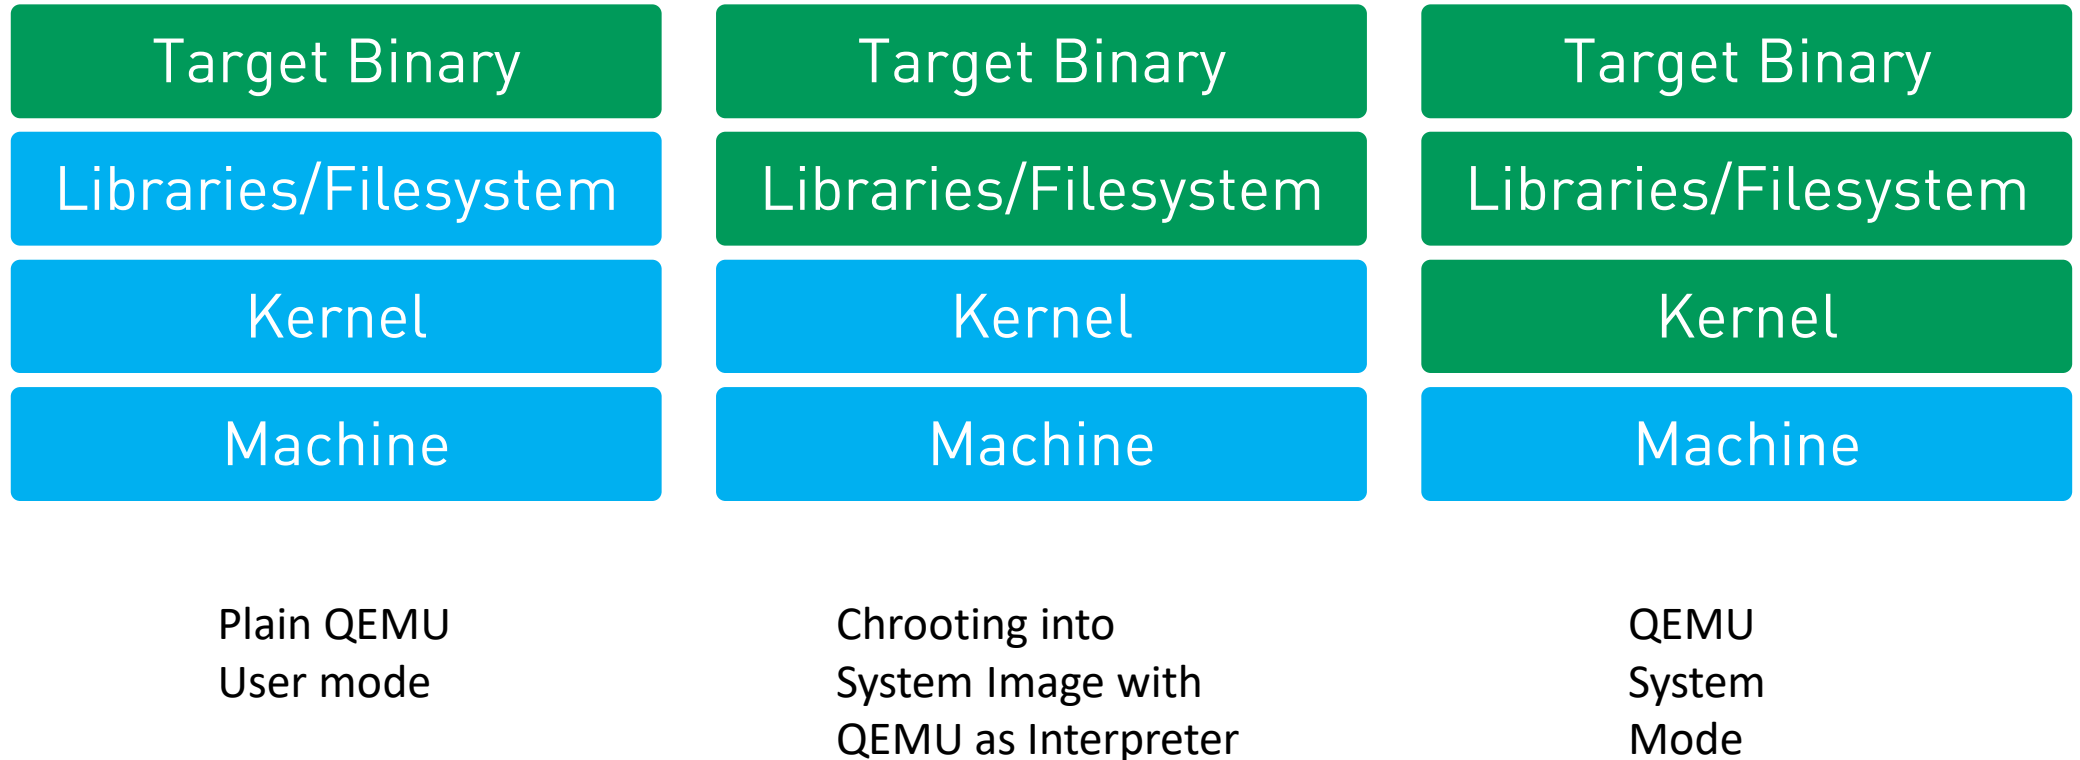 Target Binary
Libraries/Filesystem
Kernel
Machine
Plain QEMU
User mode
Target Binary
Libraries/Filesystem
Kernel
Machine
Chrooting into
System Image with
QEMU as Interpreter
Target Binary
Libraries/Filesystem
Kernel
Machine
QEMU
System
Mode